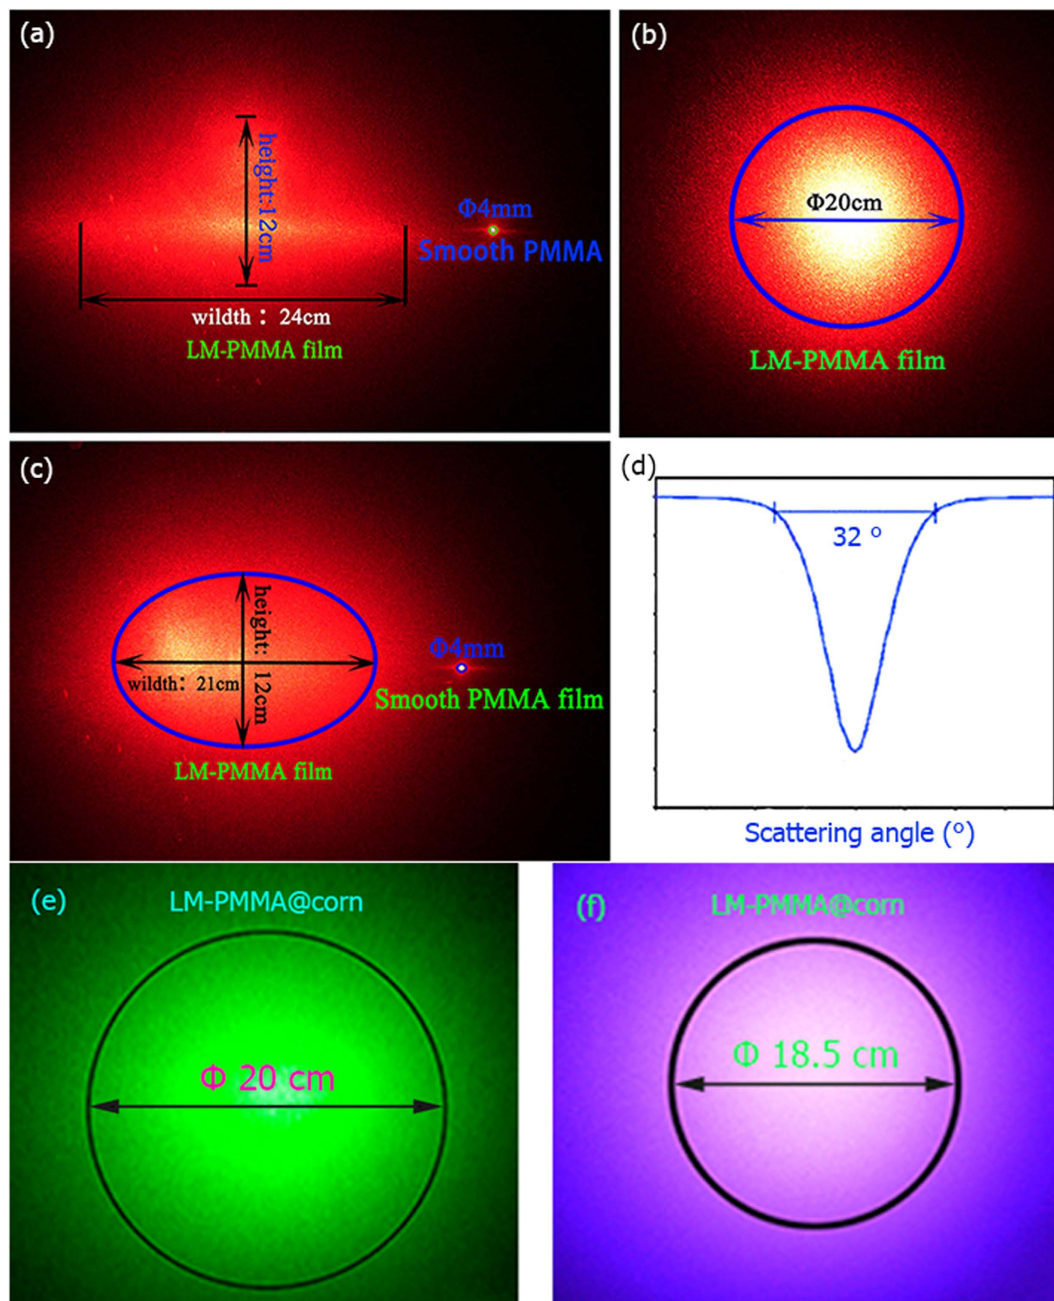 (a)
height:12cm
Φ4mm
Smooth PMMA
wildth：24cm
LM-PMMA film
(b)
Φ20cm
LM-PMMA film
(c)
height: 12cm
wildth：21cm
Φ4mm
Smooth PMMA film
LM-PMMA film
(d)
32 °
Scattering angle (°)
(e)
LM-PMMA@corn
Φ 20 cm
(f)
LM-PMMA@corn
Φ 18.5 cm